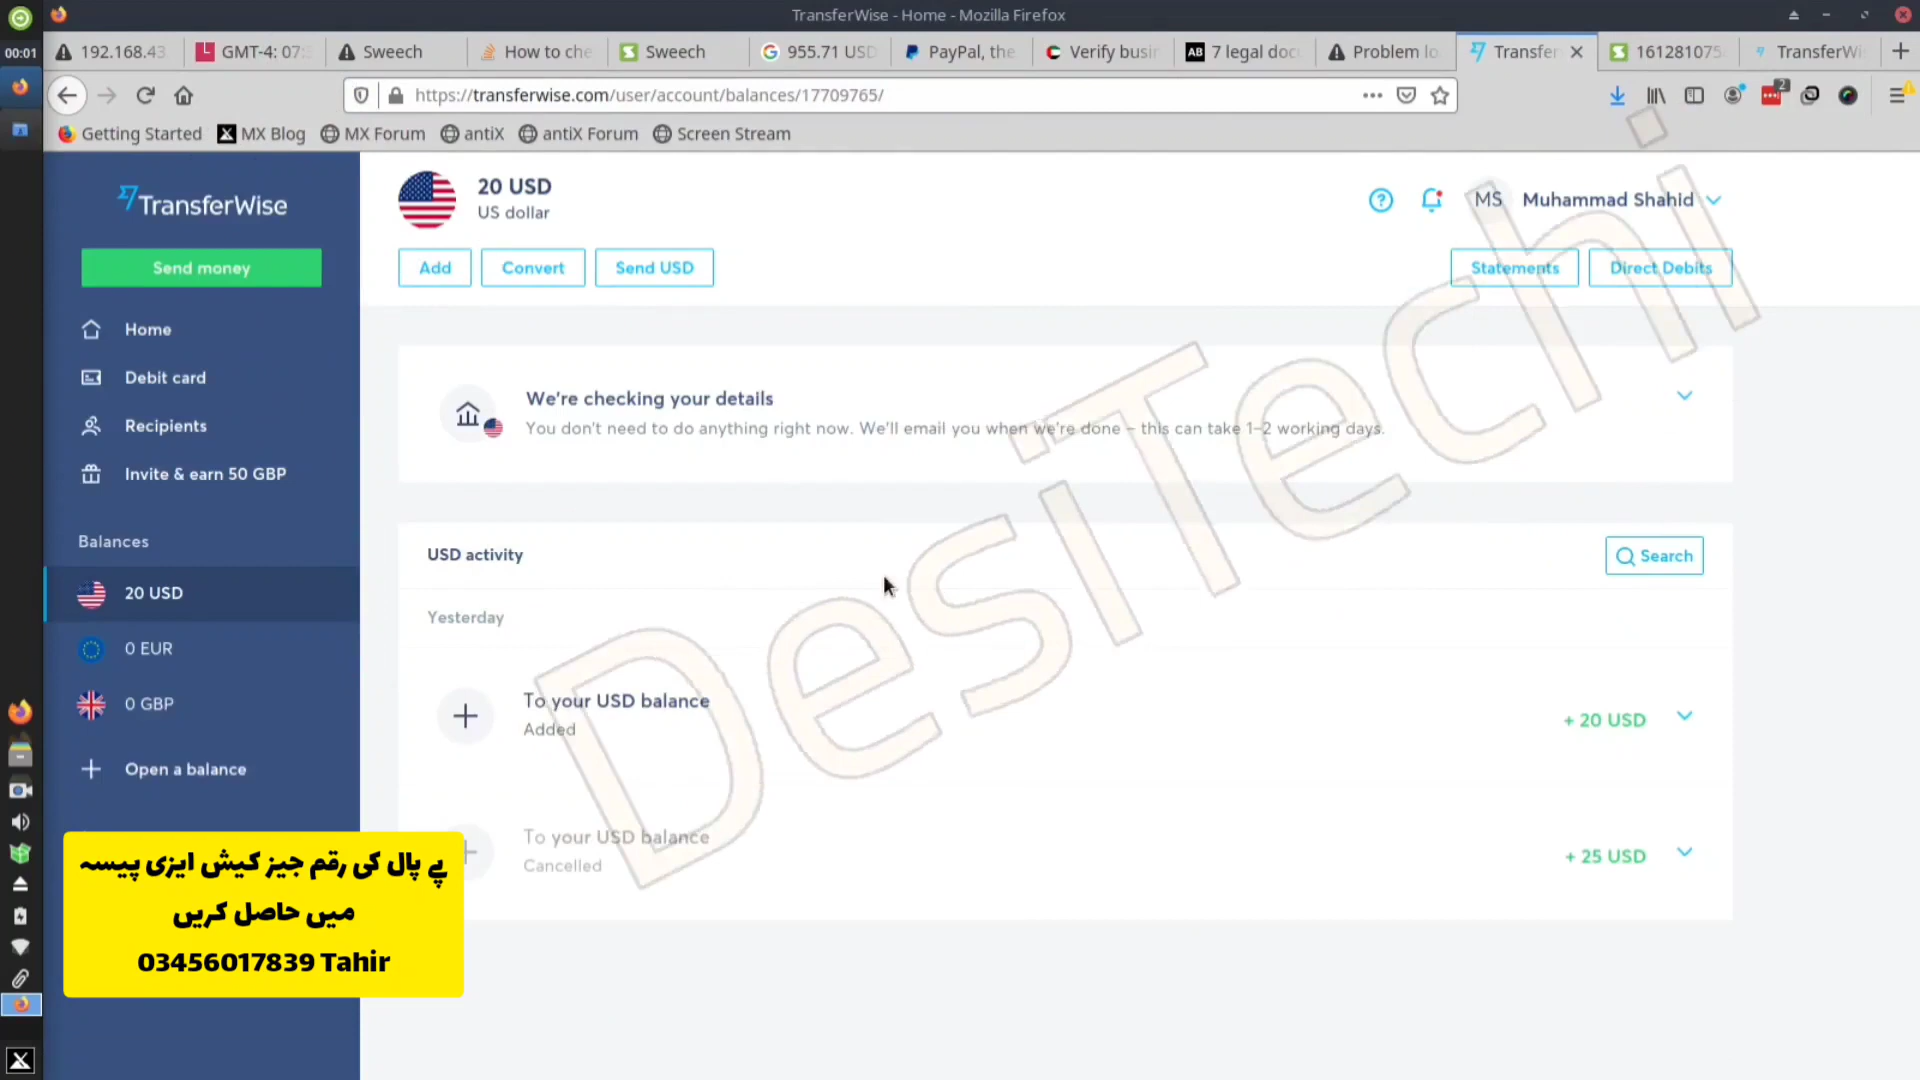 TransferWise - Home - Mozilla Firefox
00:01
192.168.43
GMT-4: 07:
Sweech
How to che
Sweech
955.71 USD
PayPal, the
Verify busin
7 legal doc
Problem lo
Transfer
161281075
TransferWi
https://transferwise.com/user/account/balances/17709765/
2
Getting Started
MX Blog
MX Forum
antiX
antiX Forum
Screen Stream
TransferWise
Send money
Home
Debit card
Recipients
Invite & earn 50 GBP
Balances
20 USD
0 EUR
0 GBP
Open a balance
20 USD
US dollar
MS Muhammad Shahid
Add
Convert
Send USD
Statements
Direct Debits
We're checking your details
You don't need to do anything right now. We'll email you when we're done – this can take 1–2 working days.
USD activity
Search
Yesterday
To your USD balance
Added
+ 20 USD
To your USD balance
Cancelled
+ 25 USD
DesiTechi
پے پال کی رقم جیز کیش ایزی پیسہ
میں حاصل کریں
03456017839 Tahir